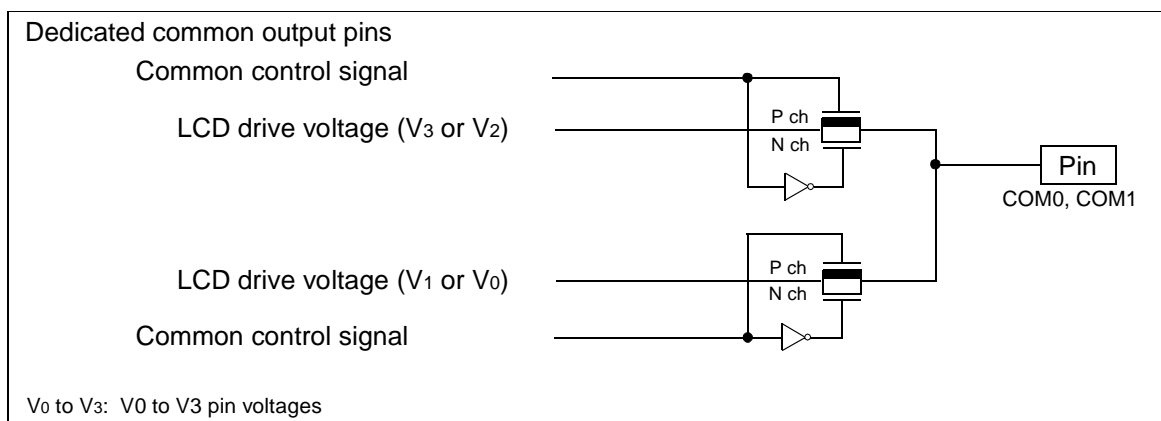 Dedicated common output pins
Common control signal
LCD drive voltage (V3 or V2)
P ch
N ch
Pin
COM0, COM1
LCD drive voltage (V1 or V0)
P ch
N ch
Common control signal
V0 to V3: V0 to V3 pin voltages